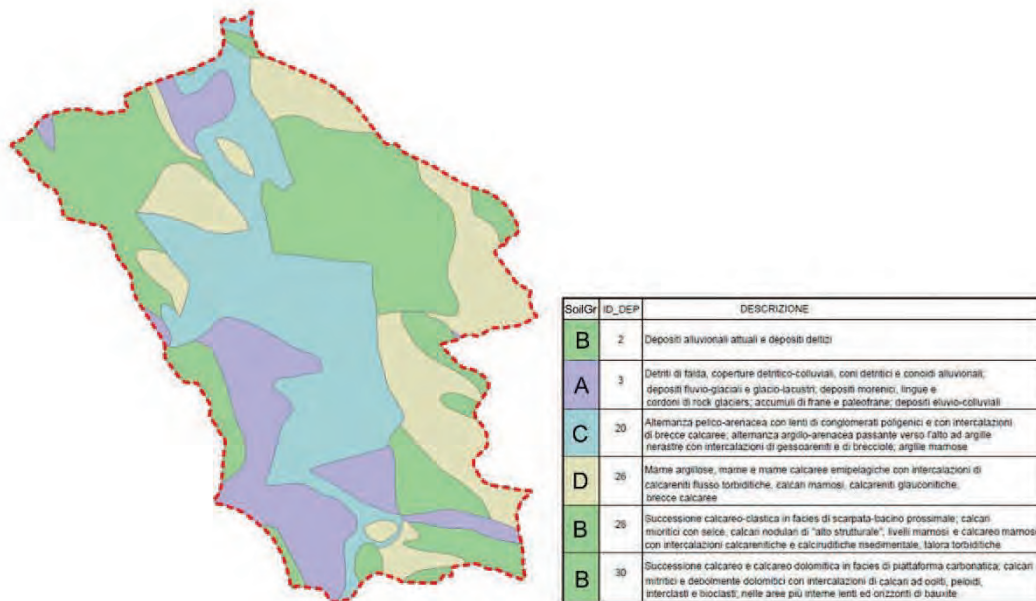 SoilGr ID_DEP DESCRIZIONE
B 2 Depositi alluvionali attuali e depositi deltizi
A 3 Detriti di falda, coperture detritico-colluviali, coni detritici e conoidi alluvionali;
depositi fluvio-glaciali e glacio-lacustri; depositi morenici, lingue e
cordoni di rock glaciers; accumuli di frane e paleofrane; depositi eluvio-colluviali
C 20 Alternanza pelico-arenacea con lenti di conglomerati poligenici e con intercalazioni
di brecce calcaree; alternanza argillo-arenacea passante verso l'alto ad argille
nerastre con intercalazioni di gessoareniti e di brecciole; argille marnose
D 26 Marne argillose, marne e marne calcaree emipelagiche con intercalazioni di
calcareniti flusso torbiditiche, calcari marnosi, calcareniti glauconitiche,
brecce calcaree
B Successione calcareo-clastica in facies di scarpata-bacino prossimale; calcari
micritici con selce, calcari nodulari di "alto strutturale", livelli marnosi e calcareo marnosi
con intercalazioni calcarenitiche e calciruditiche risedimentale, talora torbiditiche
B 30 Successione calcareo e calcareo dolomitica in facies di piattaforma carbonatica; calcari
mitritici e debolmente dolomitici con intercalazioni di calcari ad ooliti, peloidi,
interclasti e bioclasti; nelle aree più interne lenti ed orizzonti di bauxite